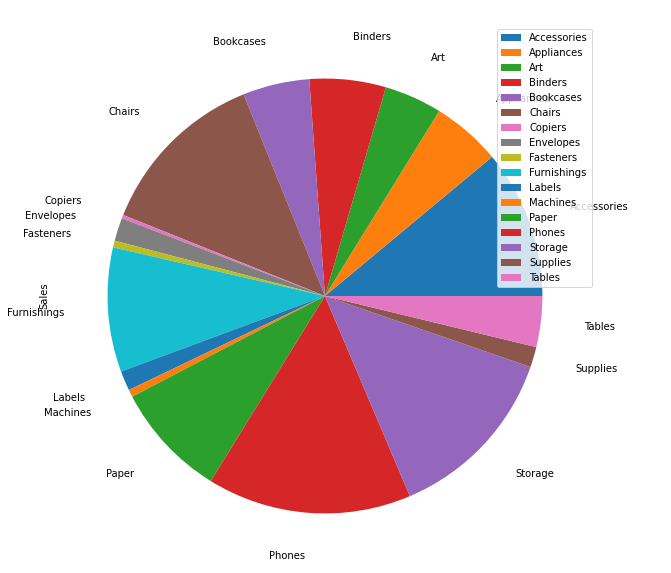 Binders
Bookcases
Art
Chairs
Copiers
Envelopes
Fasteners
Sales
Furnishings
Labels
Machines
Paper
Phones
Storage
Supplies
Tables
Accessories
Accessories
Appliances
Art
Binders
Bookcases
Chairs
Copiers
Envelopes
Fasteners
Furnishings
Labels
Machines
Paper
Phones
Storage
Supplies
Tables